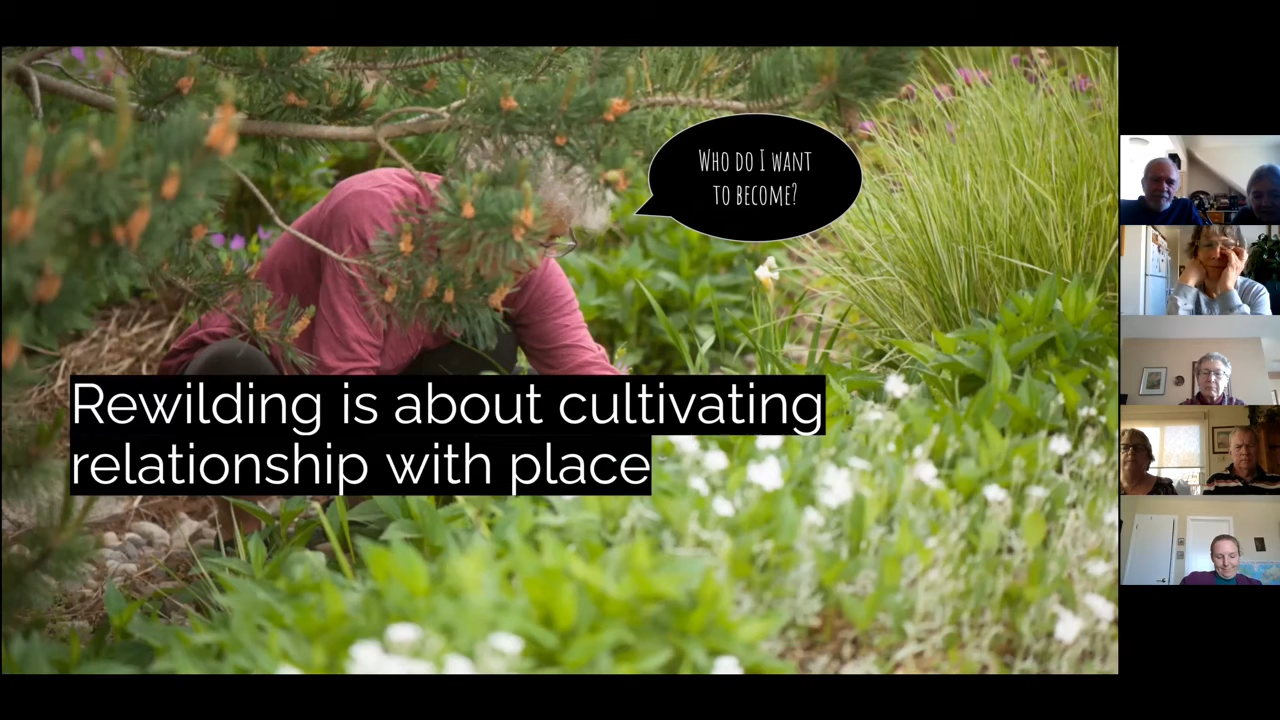 WHO DO I WANT
TO BECOME?
Rewilding is about cultivating
relationship with place